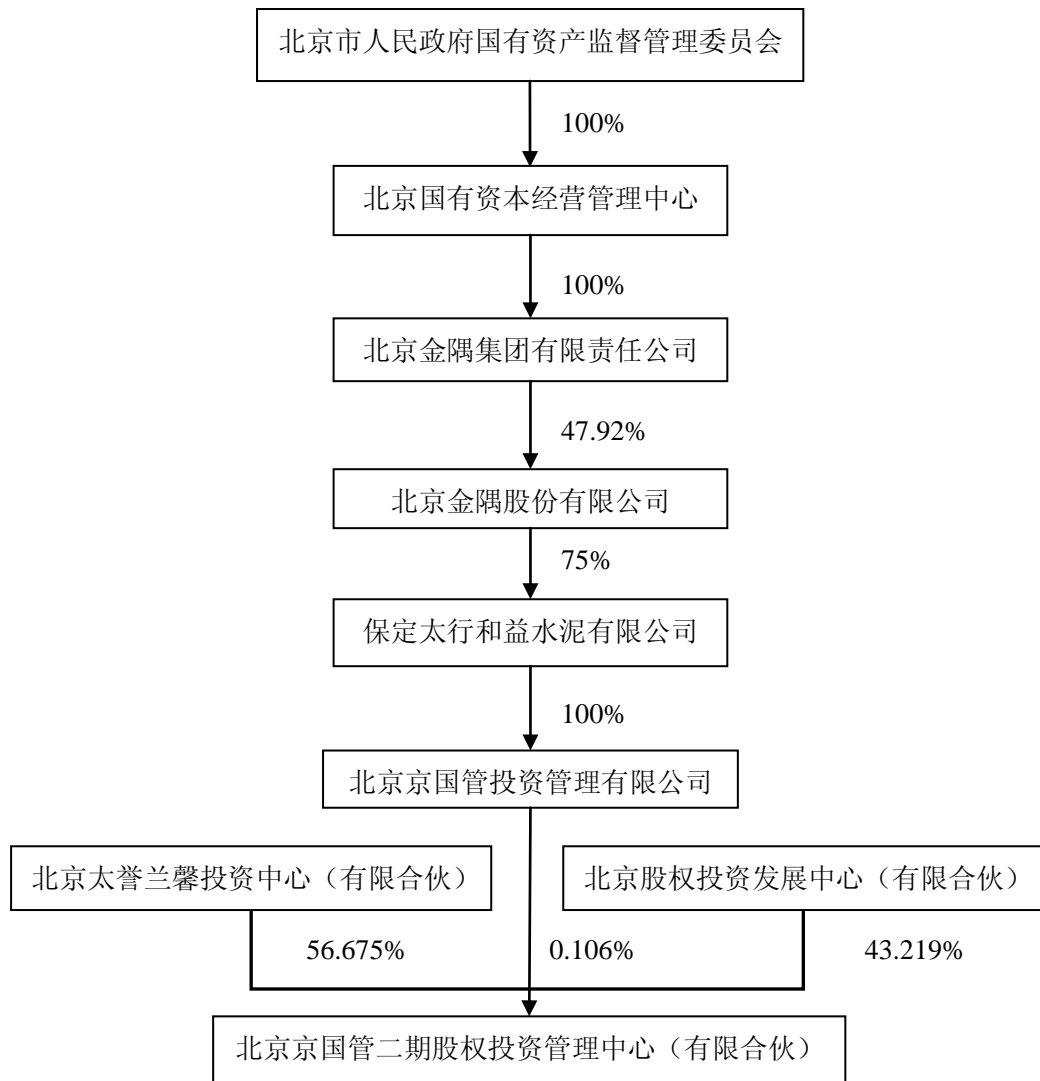 北京市人民政府国有资产监督管理委员会
100%
北京国有资本经营管理中心
100%
北京金隅集团有限责任公司
47.92%
北京金隅股份有限公司
75%
保定太行和益水泥有限公司
100%
北京京国管投资管理有限公司
北京太誉兰馨投资中心（有限合伙）
北京股权投资发展中心（有限合伙）
56.675%
0.106%
43.219%
北京京国管二期股权投资管理中心（有限合伙）